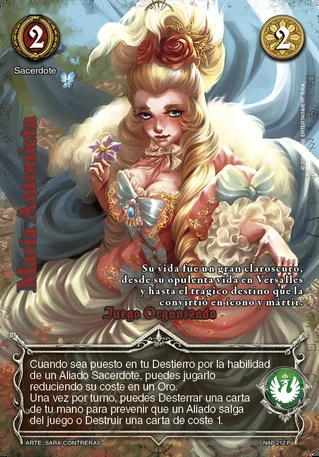 2
2
Sacerdote
María Antonieta
Su vida fue un gran claroscuro,
desde su opulenta vida en Versalles
y hasta el trágico destino que la
convirtió en ícono y mártir.
Juego Organizado
Cuando sea puesto en tu Destierro por la habilidad
de un Aliado Sacerdote, puedes jugarlo
reduciendo su coste en un Oro.
Una vez por turno, puedes Desterrar una carta
de tu mano para prevenir que un Aliado salga
del juego o Destruir una carta de coste 1.
ARTE: SARA CONTRERAS